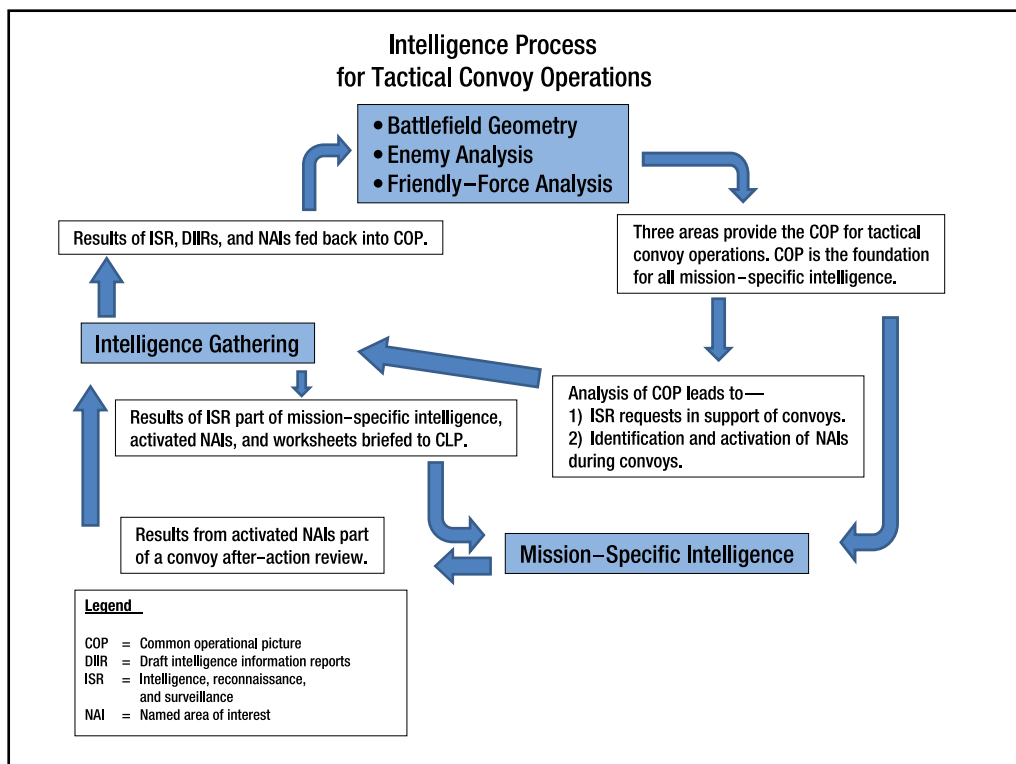 Intelligence Process
for Tactical Convoy Operations
• Battlefield Geometry
• Enemy Analysis
• Friendly–Force Analysis
Results of ISR, DIIRs, and NAIs fed back into COP.
Three areas provide the COP for tactical
convoy operations. COP is the foundation
for all mission–specific intelligence.
Intelligence Gathering
Analysis of COP leads to—
1) ISR requests in support of convoys.
2) Identification and activation of NAIs
during convoys.
Results of ISR part of mission–specific intelligence,
activated NAIs, and worksheets briefed to CLP.
Results from activated NAIs part
of a convoy after–action review.
Mission–Specific Intelligence
Legend
COP = Common operational picture
DIIR = Draft intelligence information reports
ISR = Intelligence, reconnaissance,
and surveillance
NAI = Named area of interest